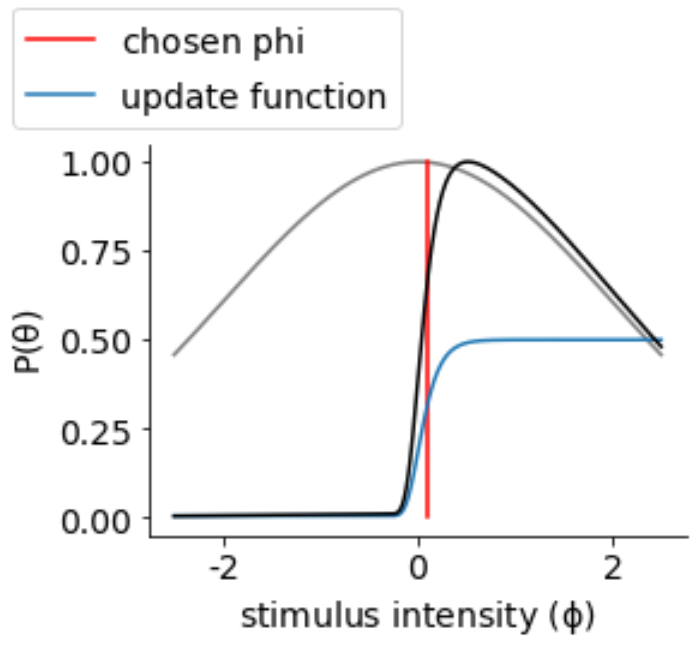 chosen phi
update function
1.00
0.75
0.50
0.25
0.00
P(θ)
-2 0 2
stimulus intensity (ϕ)